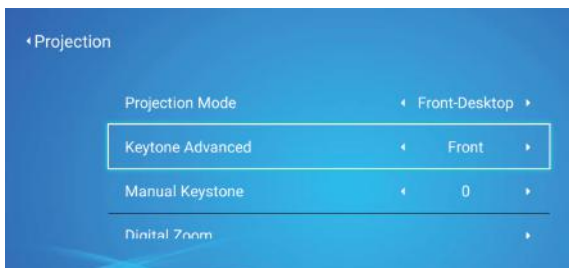 Projection
Projection Mode Front-Desktop
Keytone Advanced Front
Manual Keystone 0
Digital Zoom